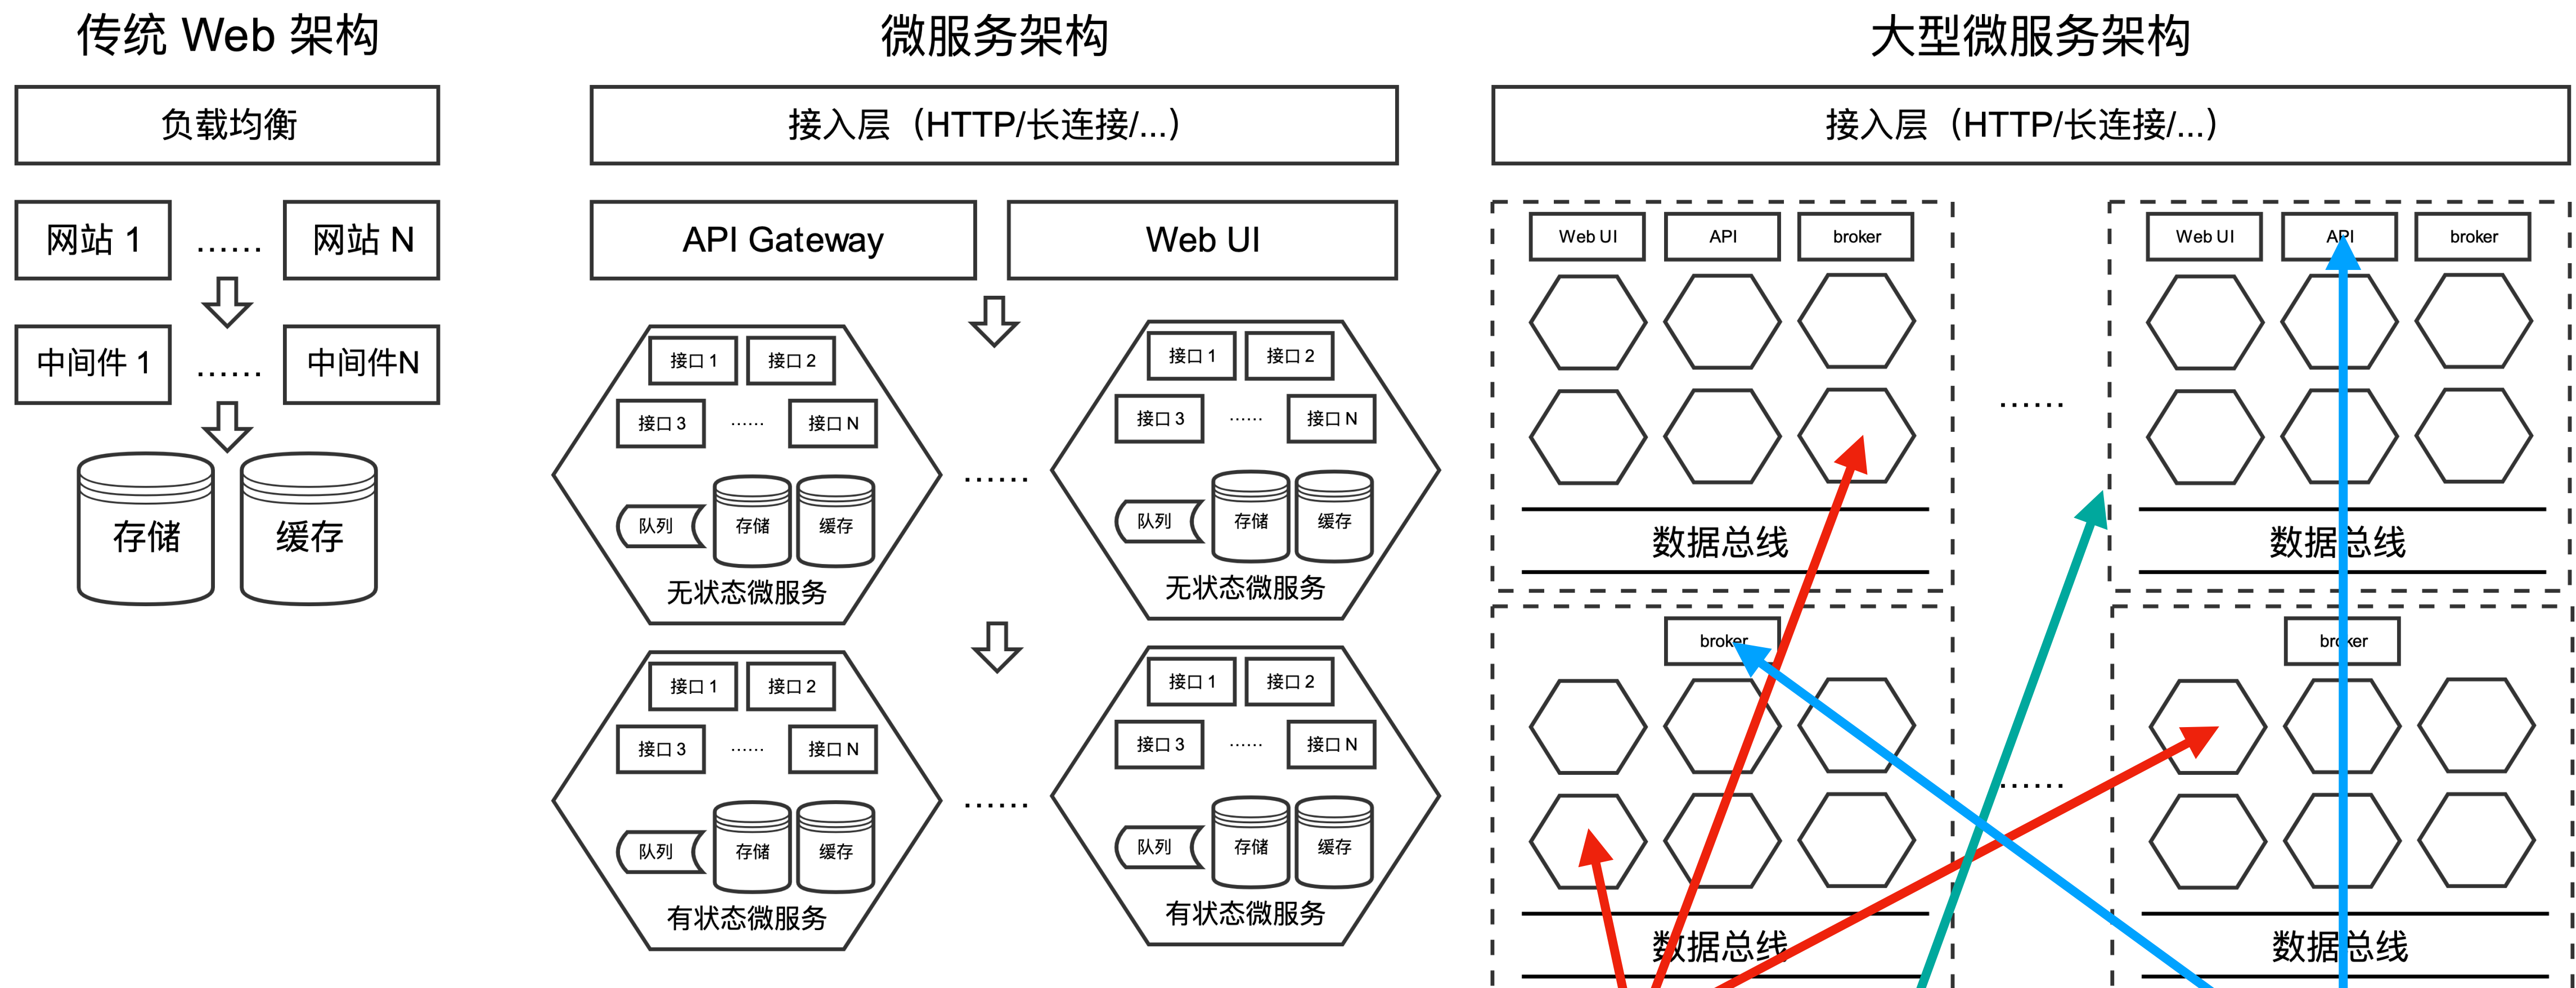 传统 Web 架构
负载均衡
网站 1
......
网站 N
中间件 1
......
中间件N
存储
缓存
微服务架构
接入层（HTTP/长连接/...）
API Gateway
Web UI
接口 1
接口 2
接口 3
......
接口 N
队列
存储
缓存
无状态微服务
......
接口 1
接口 2
接口 3
......
接口 N
队列
存储
缓存
无状态微服务
接口 1
接口 2
接口 3
......
接口 N
队列
存储
缓存
有状态微服务
......
接口 1
接口 2
接口 3
......
接口 N
队列
存储
缓存
有状态微服务
大型微服务架构
接入层（HTTP/长连接/...）
Web UI
API
broker
数据总线
......
Web UI
API
broker
数据总线
broker
数据总线
......
broker
数据总线